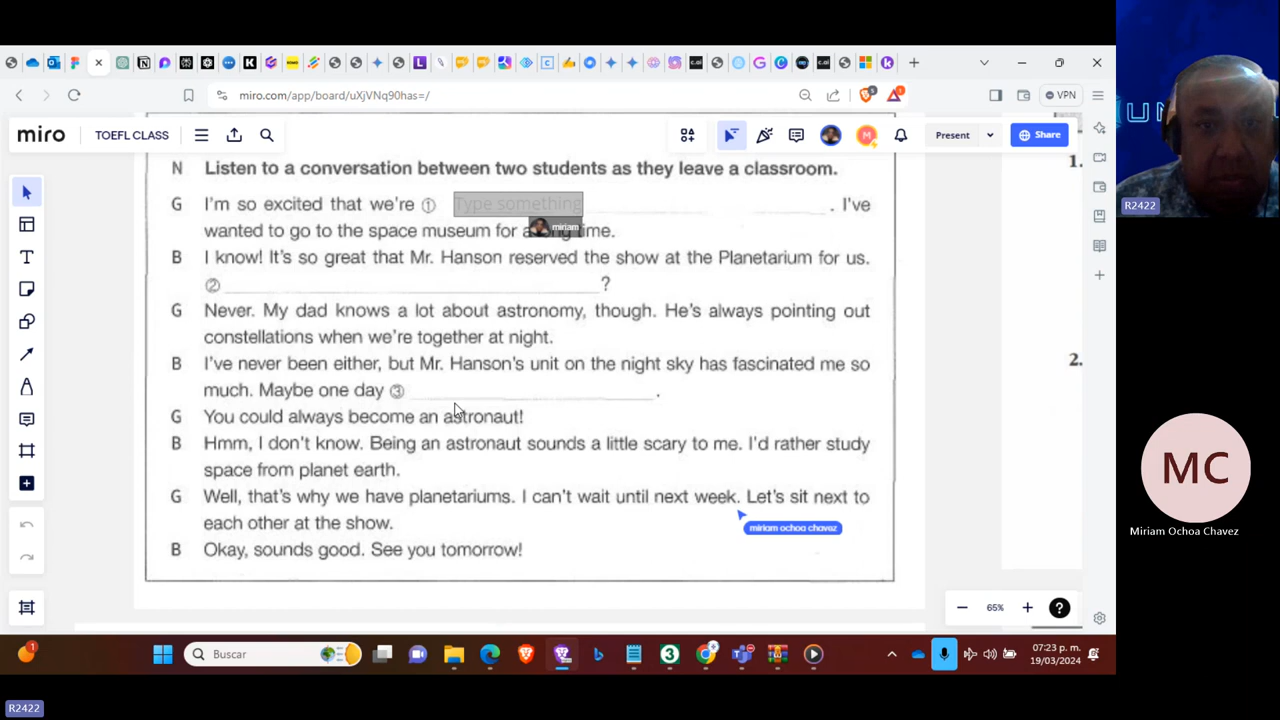 miro.com/app/board/uXjVNq90has=/
VPN
miro
TOEFL CLASS
Present
Share
N Listen to a conversation between two students as they leave a classroom.
G I'm so excited that we're ① Type something . I've
wanted to go to the space museum for a long time.
miriam
B I know! It's so great that Mr. Hanson reserved the show at the Planetarium for us.
② ?
G Never. My dad knows a lot about astronomy, though. He's always pointing out
constellations when we're together at night.
B I've never been either, but Mr. Hanson's unit on the night sky has fascinated me so
much. Maybe one day ③ .
G You could always become an astronaut!
B Hmm, I don't know. Being an astronaut sounds a little scary to me. I'd rather study
space from planet earth.
G Well, that's why we have planetariums. I can't wait until next week. Let's sit next to
each other at the show.
miriam ochoa chavez
B Okay, sounds good. See you tomorrow!
1.
2.
65%
R2422
MC
Miriam Ochoa Chavez
Buscar
07:23 p. m.
19/03/2024
R2422